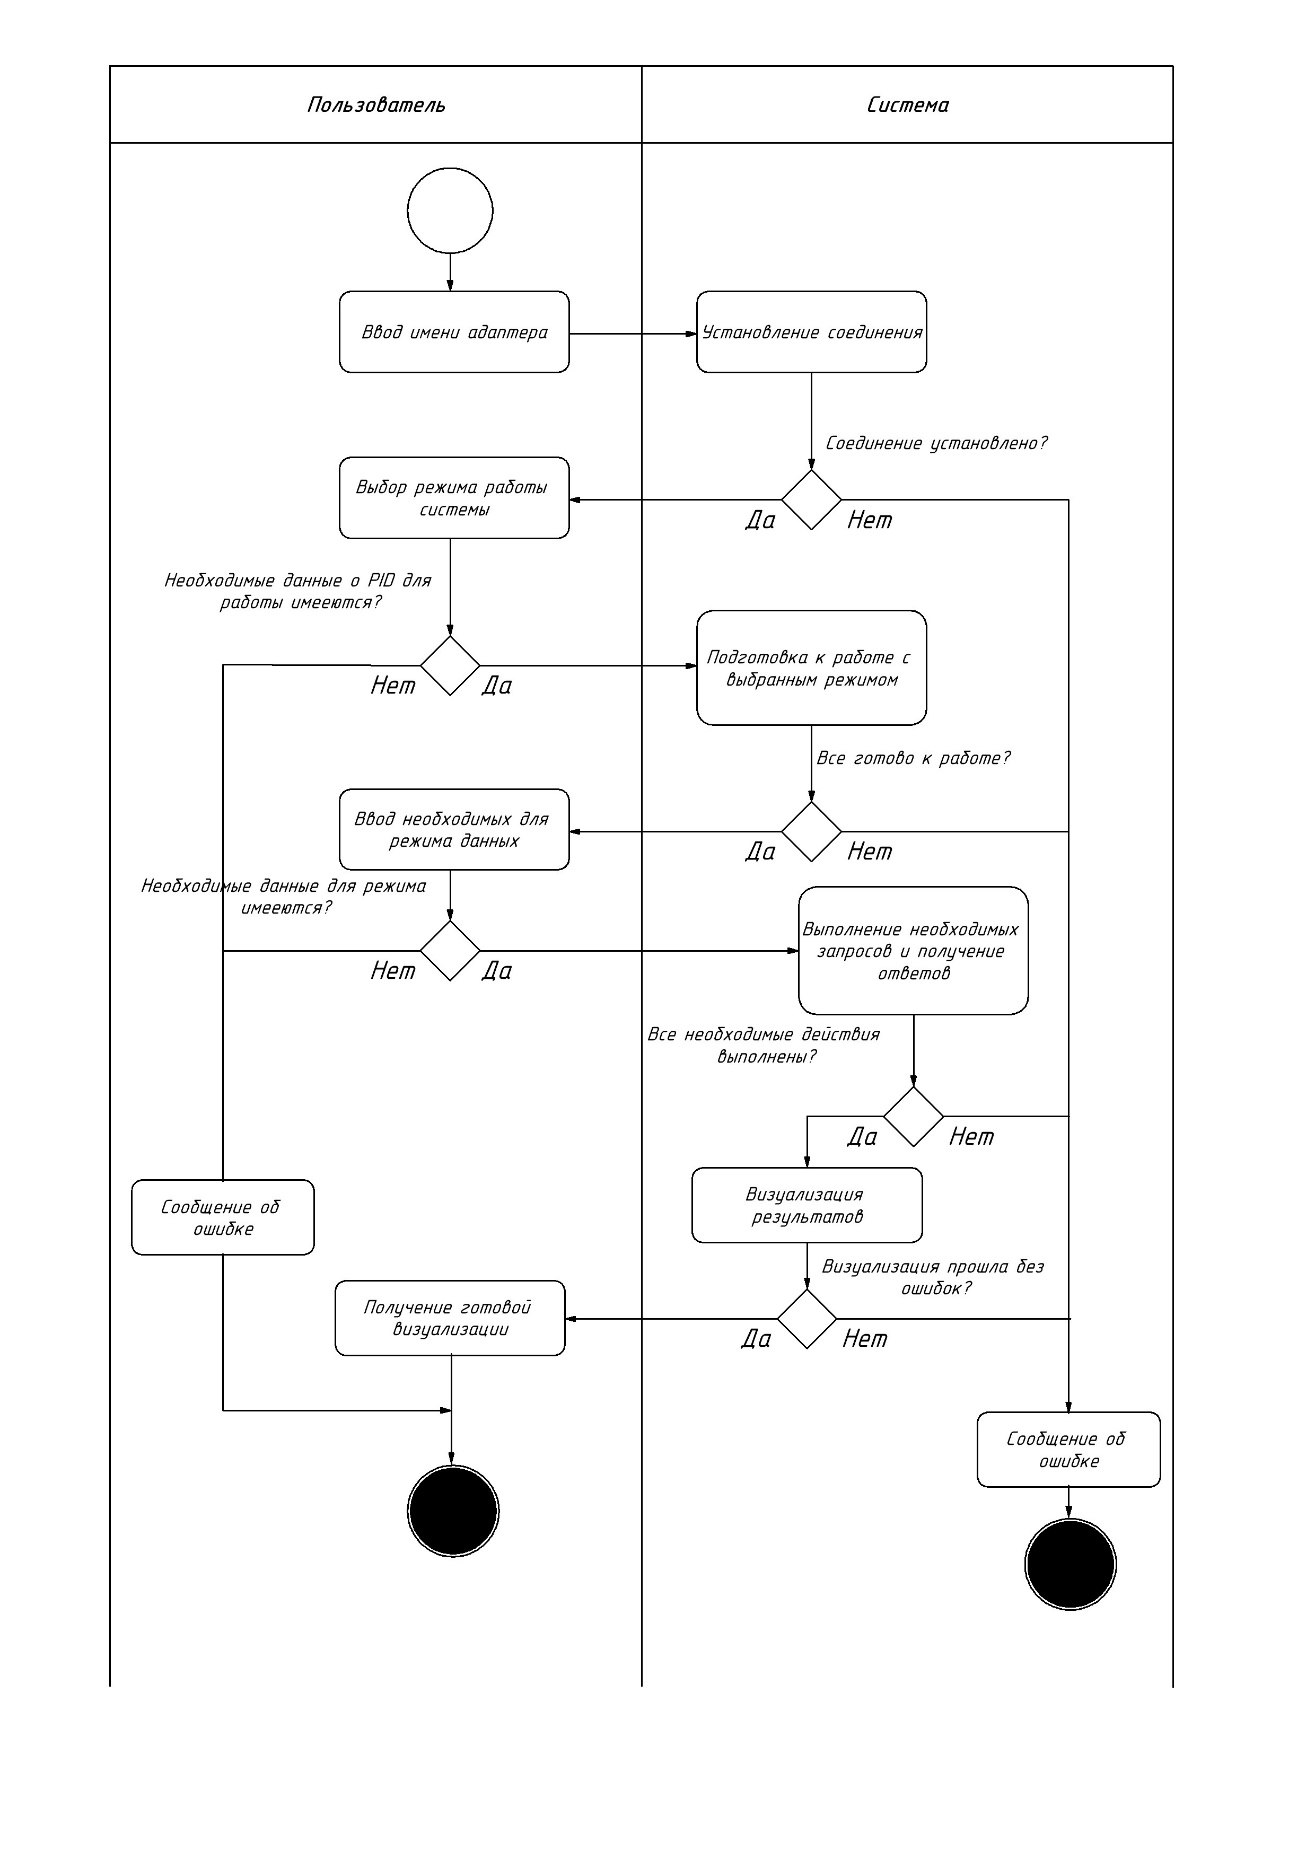 Пользователь
Система
Ввод имени адаптера
Установление соединения
Соединение установлено?
Выбор режима работы
системы
Да
Нет
Необходимые данные о PID для
работы имееются?
Подготовка к работе с
выбранным режимом
Нет
Да
Все готово к работе?
Ввод необходимых для
режима данных
Да
Нет
Необходимые данные для режима
имееются?
Выполнение необходимых
запросов и получение
ответов
Нет
Да
Все необходимые действия
выполнены?
Да
Нет
Сообщение об
ошибке
Визуализация
результатов
Визуализация прошла без
ошибок?
Получение готовой
визуализации
Да
Нет
Сообщение об
ошибке